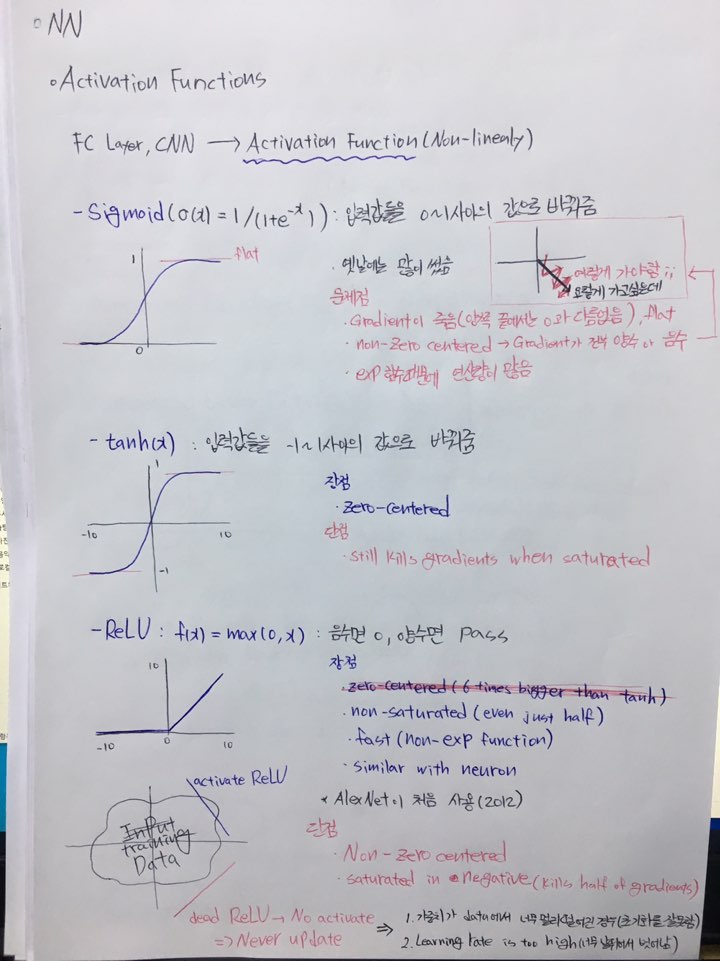 ◦ NN
◦ Activation Functions
FC Layer, CNN → Activation Function (Non-linealy)
- Sigmoid (σ(x) = 1/(1+e^-x)) : 입력값들을 0~1사이의 값으로 바꿔줌
1
flat
0
· 옛날에는 많이 썼음
이렇게 가야함;;
요렇게 가고싶은데
문제점
· Gradient이 죽음(양쪽 끝에서는 0과 다름없음), flat
· non-Zero centered → Gradient가 전부 양수 or 음수
· exp 함수때문에 연산량이 많음
- tanh(x) : 입력값들을 -1~1사이의 값으로 바꿔줌
1
-10
10
-1
장점
· zero-centered
단점
· still kills gradients when saturated
- ReLU : f(x) = max(0, x) : 음수면 0, 양수면 pass
10
-10
0
10
장점
· zero-centered (6 times bigger than tanh)
· non-saturated (even just half)
· fast (non-exp function)
· similar with neuron
* AlexNet이 처음 사용 (2012)
activate ReLU
Input
training
Data
단점
· Non-zero centered
· saturated in negative (kills half of gradients)
dead ReLU → No activate
=> Never update
⇒ 1. 가중치가 data에서 너무 멀리 떨어진 경우(초기화를 잘못함)
2. Learning rate is too high (너무 날뛰어서 벗어남)